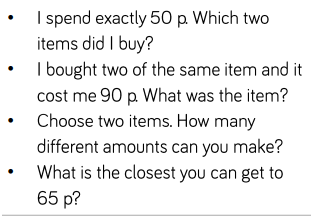 • I spend exactly 50 p. Which two
items did I buy?
• I bought two of the same item and it
cost me 90 p. What was the item?
• Choose two items. How many
different amounts can you make?
• What is the closest you can get to
65 p?